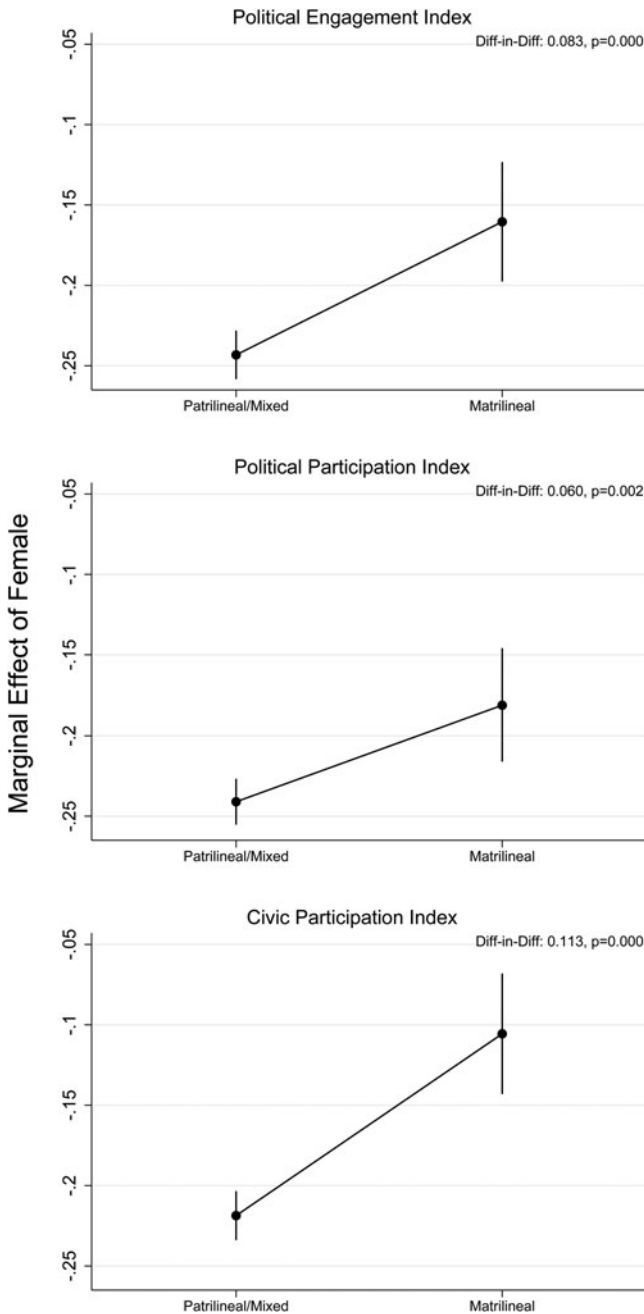 Political Engagement Index
Diff-in-Diff: 0.083, p=0.000
-.05
-.1
-.15
-.2
-.25
Patrilineal/Mixed Matrilineal
Marginal Effect of Female
Political Participation Index
Diff-in-Diff: 0.060, p=0.002
-.05
-.1
-.15
-.2
-.25
Patrilineal/Mixed Matrilineal
Civic Participation Index
Diff-in-Diff: 0.113, p=0.000
-.05
-.1
-.15
-.2
-.25
Patrilineal/Mixed Matrilineal